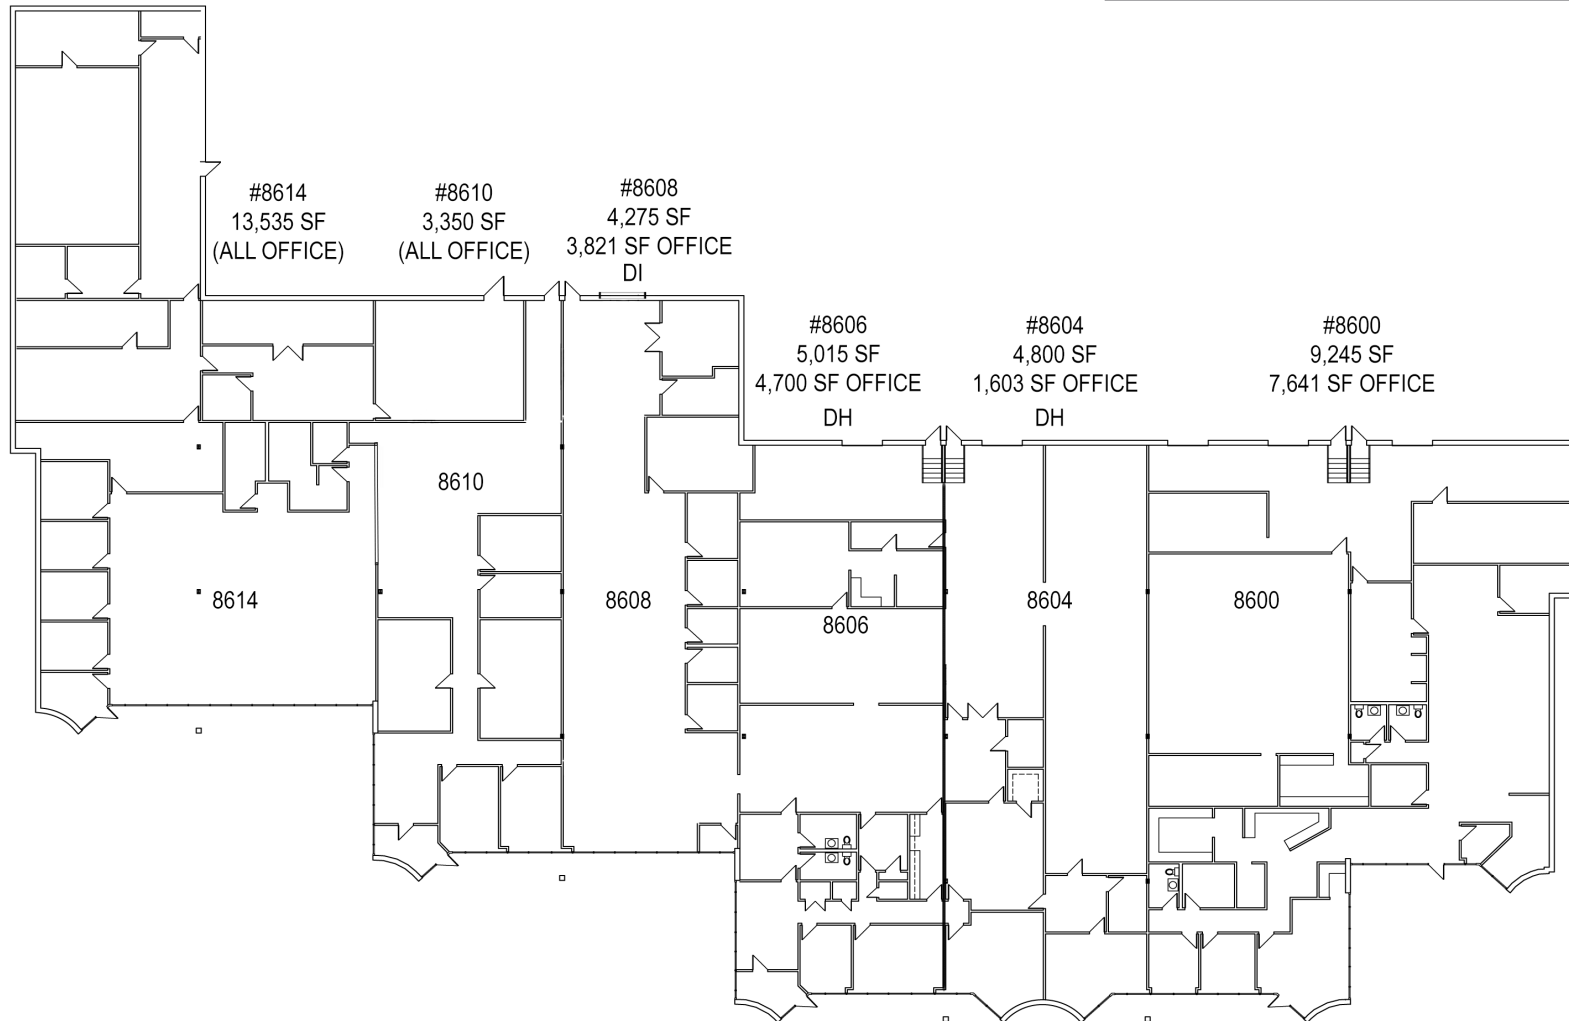 #8614
13,535 SF
(ALL OFFICE)
#8610
3,350 SF
(ALL OFFICE)
#8608
4,275 SF
3,821 SF OFFICE
DI
#8606
5,015 SF
4,700 SF OFFICE
DH
#8604
4,800 SF
1,603 SF OFFICE
DH
#8600
9,245 SF
7,641 SF OFFICE
8610
8614
8608
8606
8604
8600